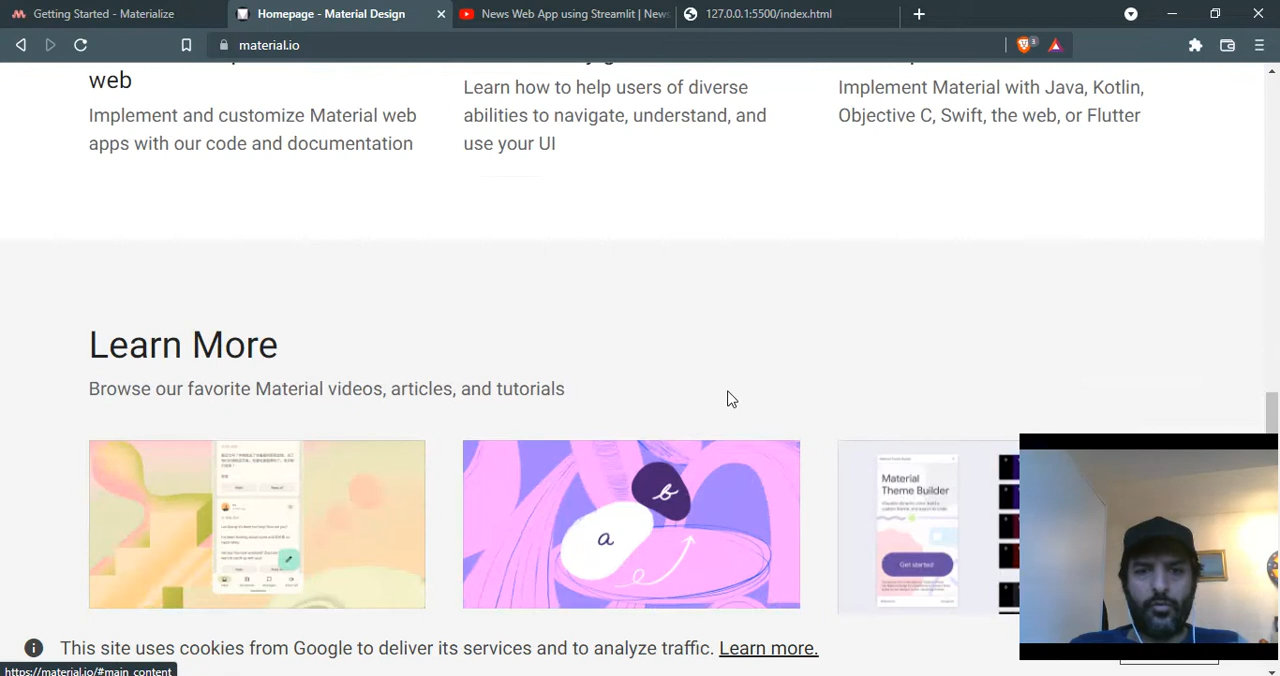 Getting Started - Materialize
Homepage - Material Design
News Web App using Streamlit | News
127.0.0.1:5500/index.html
material.io
3
web
Implement and customize Material web
apps with our code and documentation
Learn how to help users of diverse
abilities to navigate, understand, and
use your UI
Implement Material with Java, Kotlin,
Objective C, Swift, the web, or Flutter
Learn More
Browse our favorite Material videos, articles, and tutorials
a
b
Material
Theme Builder
Get started
This site uses cookies from Google to deliver its services and to analyze traffic. Learn more.
https://material.io/#main_content